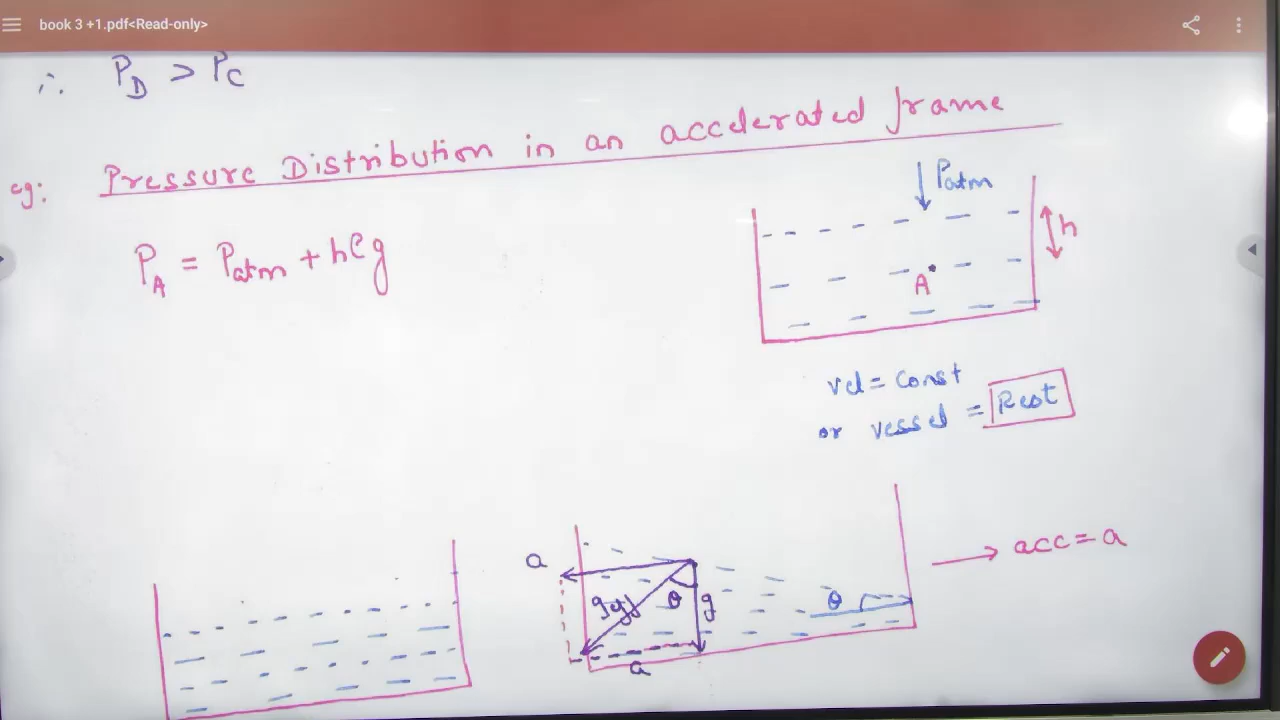 book 3 +1.pdf<Read-only>
∴ P_D > P_C
eg: Pressure Distribution in an accelerated frame
P_A = P_atm + hρg
↓ P_atm
h
A
vel = const
or vessel = Rest
a
g_eff
θ
g
a
θ
→ acc = a